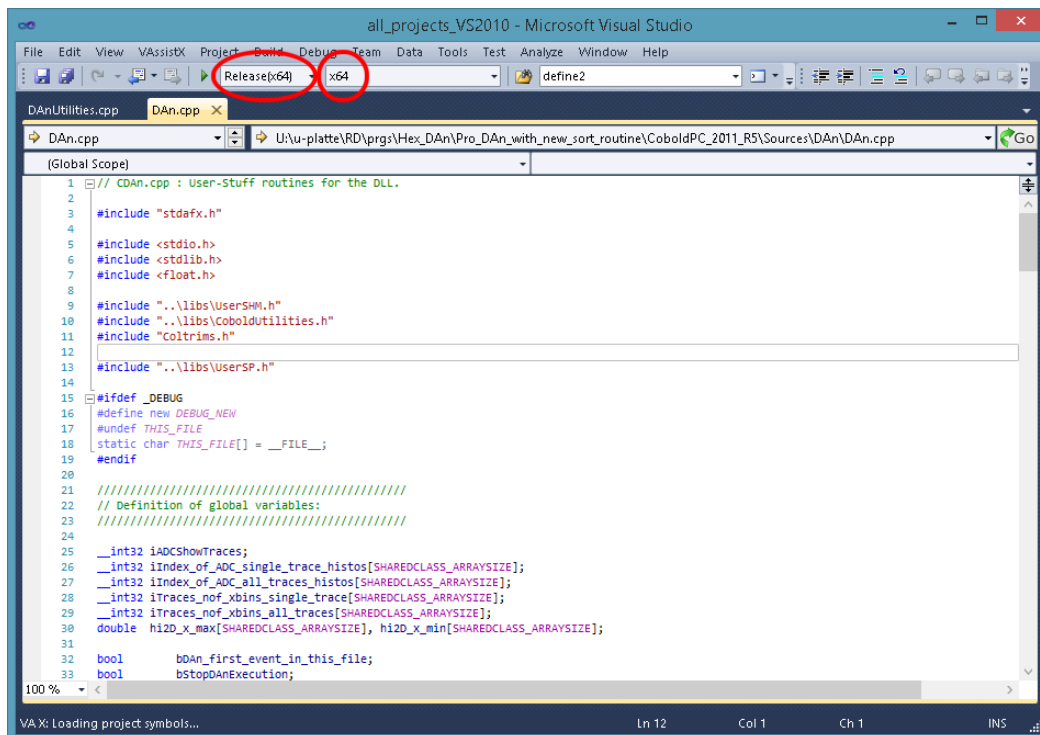 all_projects_VS2010 - Microsoft Visual Studio
File Edit View VAssistX Project Build Debug Team Data Tools Test Analyze Window Help
Release(x64) x64 define2
DAnUtilities.cpp DAn.cpp
DAn.cpp U:\u-platte\RD\prgs\Hex_DAn\Pro_DAn_with_new_sort_routine\CoboldPC_2011_R5\Sources\DAn\DAn.cpp Go
(Global Scope)
1 // CDAn.cpp : User-Stuff routines for the DLL.
2
3 #include "stdafx.h"
4
5 #include <stdio.h>
6 #include <stdlib.h>
7 #include <float.h>
8
9 #include "..\libs\UserSHM.h"
10 #include "..\libs\CoboldUtilities.h"
11 #include "Coltrims.h"
12
13 #include "..\libs\UserSP.h"
14
15 #ifdef _DEBUG
16 #define new DEBUG_NEW
17 #undef THIS_FILE
18 static char THIS_FILE[] = __FILE__;
19 #endif
20
21 ///////////////////////////////////////////////
22 // Definition of global variables:
23 ///////////////////////////////////////////////
24
25 __int32 iADCShowTraces;
26 __int32 iIndex_of_ADC_single_trace_histos[SHAREDCLASS_ARRAYSIZE];
27 __int32 iIndex_of_ADC_all_traces_histos[SHAREDCLASS_ARRAYSIZE];
28 __int32 iTraces_nof_xbins_single_trace[SHAREDCLASS_ARRAYSIZE];
29 __int32 iTraces_nof_xbins_all_traces[SHAREDCLASS_ARRAYSIZE];
30 double hi2D_x_max[SHAREDCLASS_ARRAYSIZE], hi2D_x_min[SHAREDCLASS_ARRAYSIZE];
31
32 bool bDAn_first_event_in_this_file;
33 bool bStopDAnExecution;
100 %
VA X: Loading project symbols... Ln 12 Col 1 Ch 1 INS